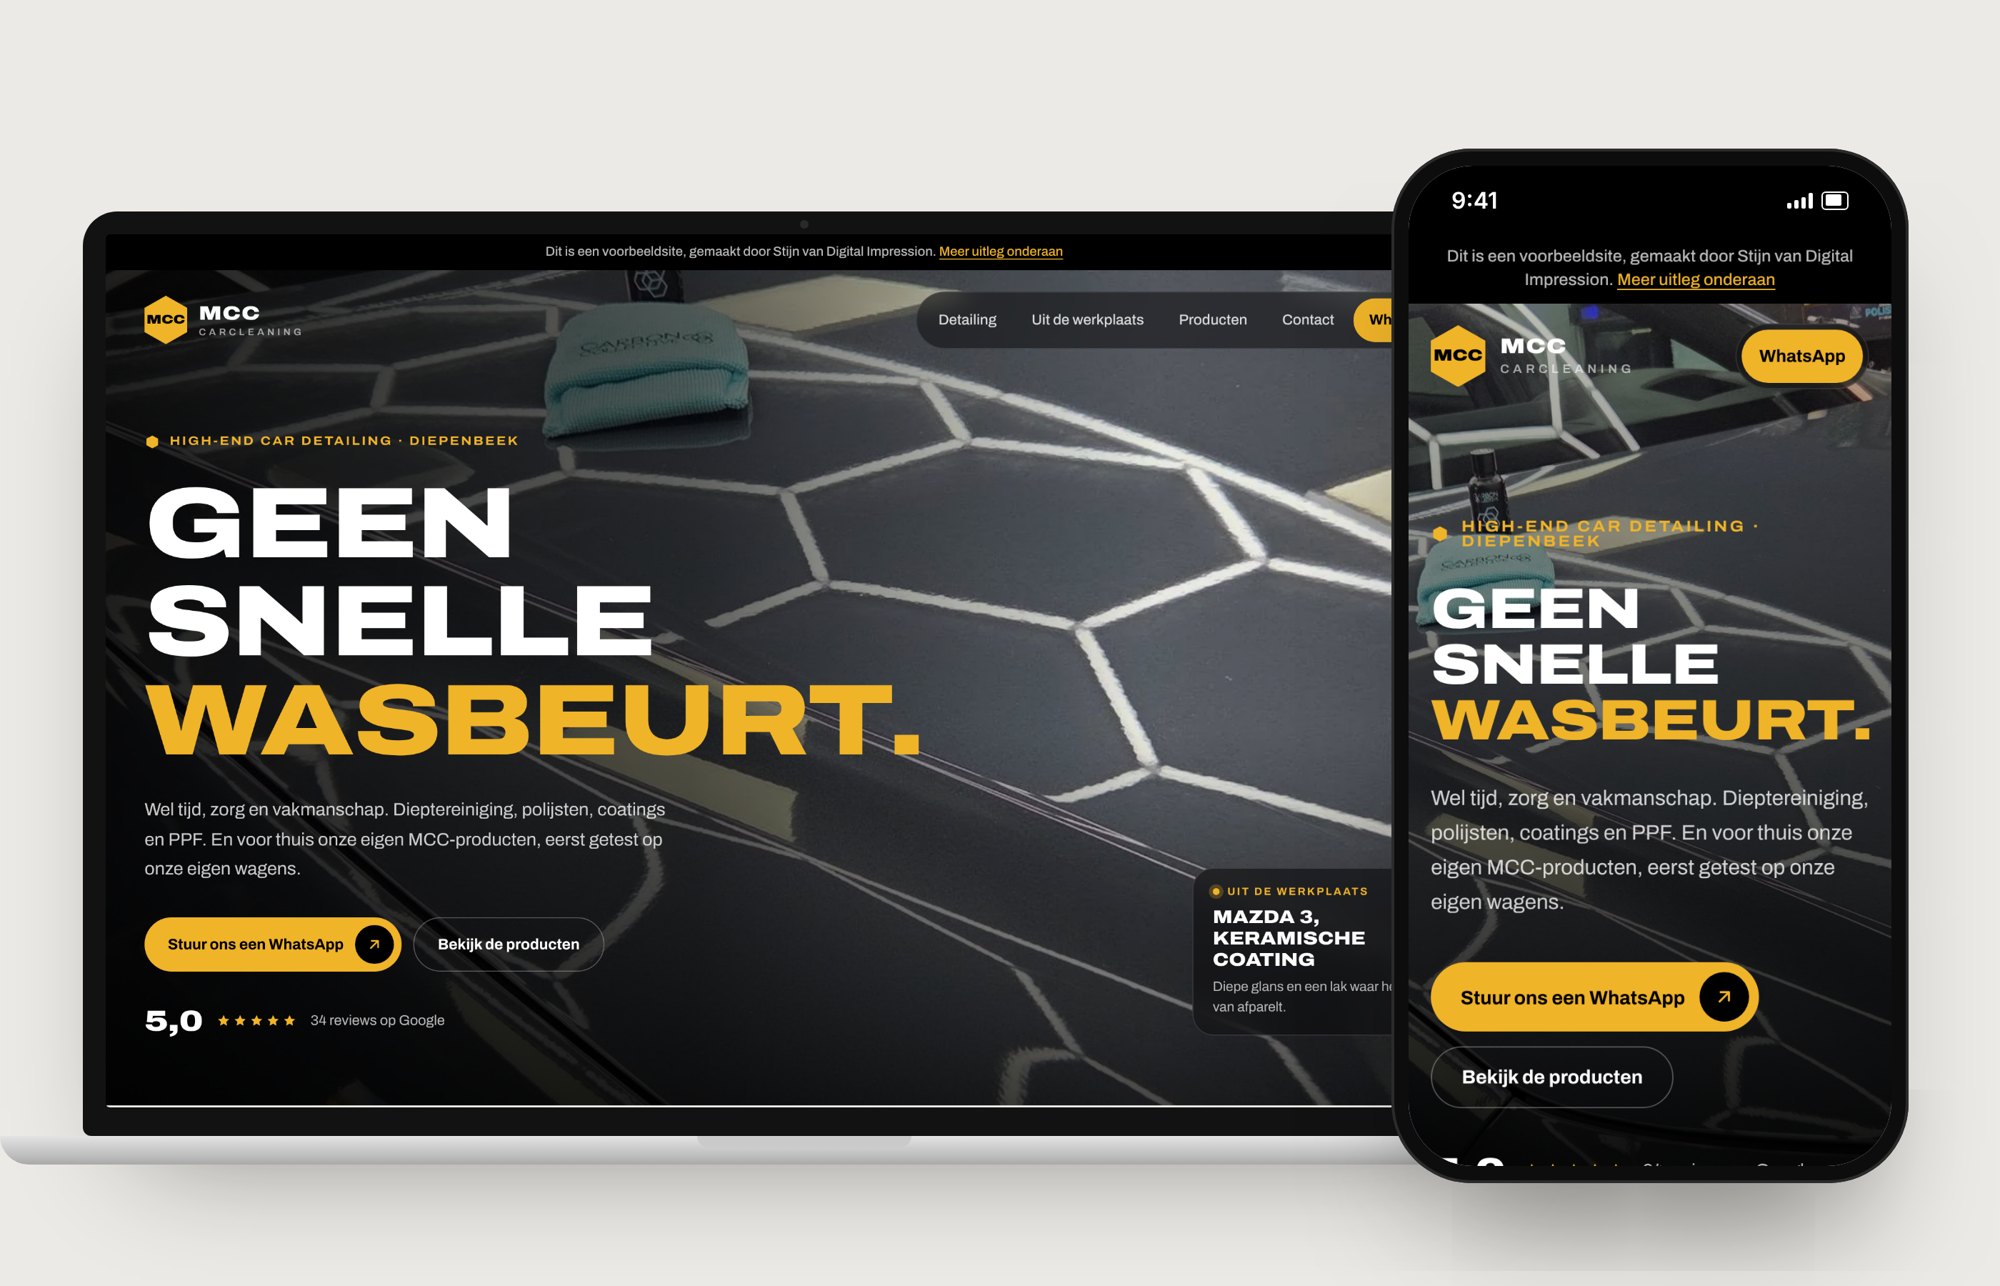 Dit is een voorbeeldsite, gemaakt door Stijn van Digital Impression. Meer uitleg onderaan
MCC
MCC
CARCLEANING
Detailing
Uit de werkplaats
Producten
Contact
Wh
CARBON
COLLECTIVE
HIGH-END CAR DETAILING · DIEPENBEEK
GEEN
SNELLE
WASBEURT.
Wel tijd, zorg en vakmanschap. Dieptereiniging, polijsten, coatings
en PPF. En voor thuis onze eigen MCC-producten, eerst getest op
onze eigen wagens.
Stuur ons een WhatsApp
Bekijk de producten
5,0
34 reviews op Google
UIT DE WERKPLAATS
MAZDA 3,
KERAMISCHE
COATING
Diepe glans en een lak waar he
van afparelt.
9:41
Dit is een voorbeeldsite, gemaakt door Stijn van Digital
Impression. Meer uitleg onderaan
MCC
MCC
CARCLEANING
WhatsApp
HIGH-END CAR DETAILING ·
DIEPENBEEK
CARBON
GEEN
SNELLE
WASBEURT.
Wel tijd, zorg en vakmanschap. Dieptereiniging,
polijsten, coatings en PPF. En voor thuis onze
eigen MCC-producten, eerst getest op onze
eigen wagens.
Stuur ons een WhatsApp
Bekijk de producten